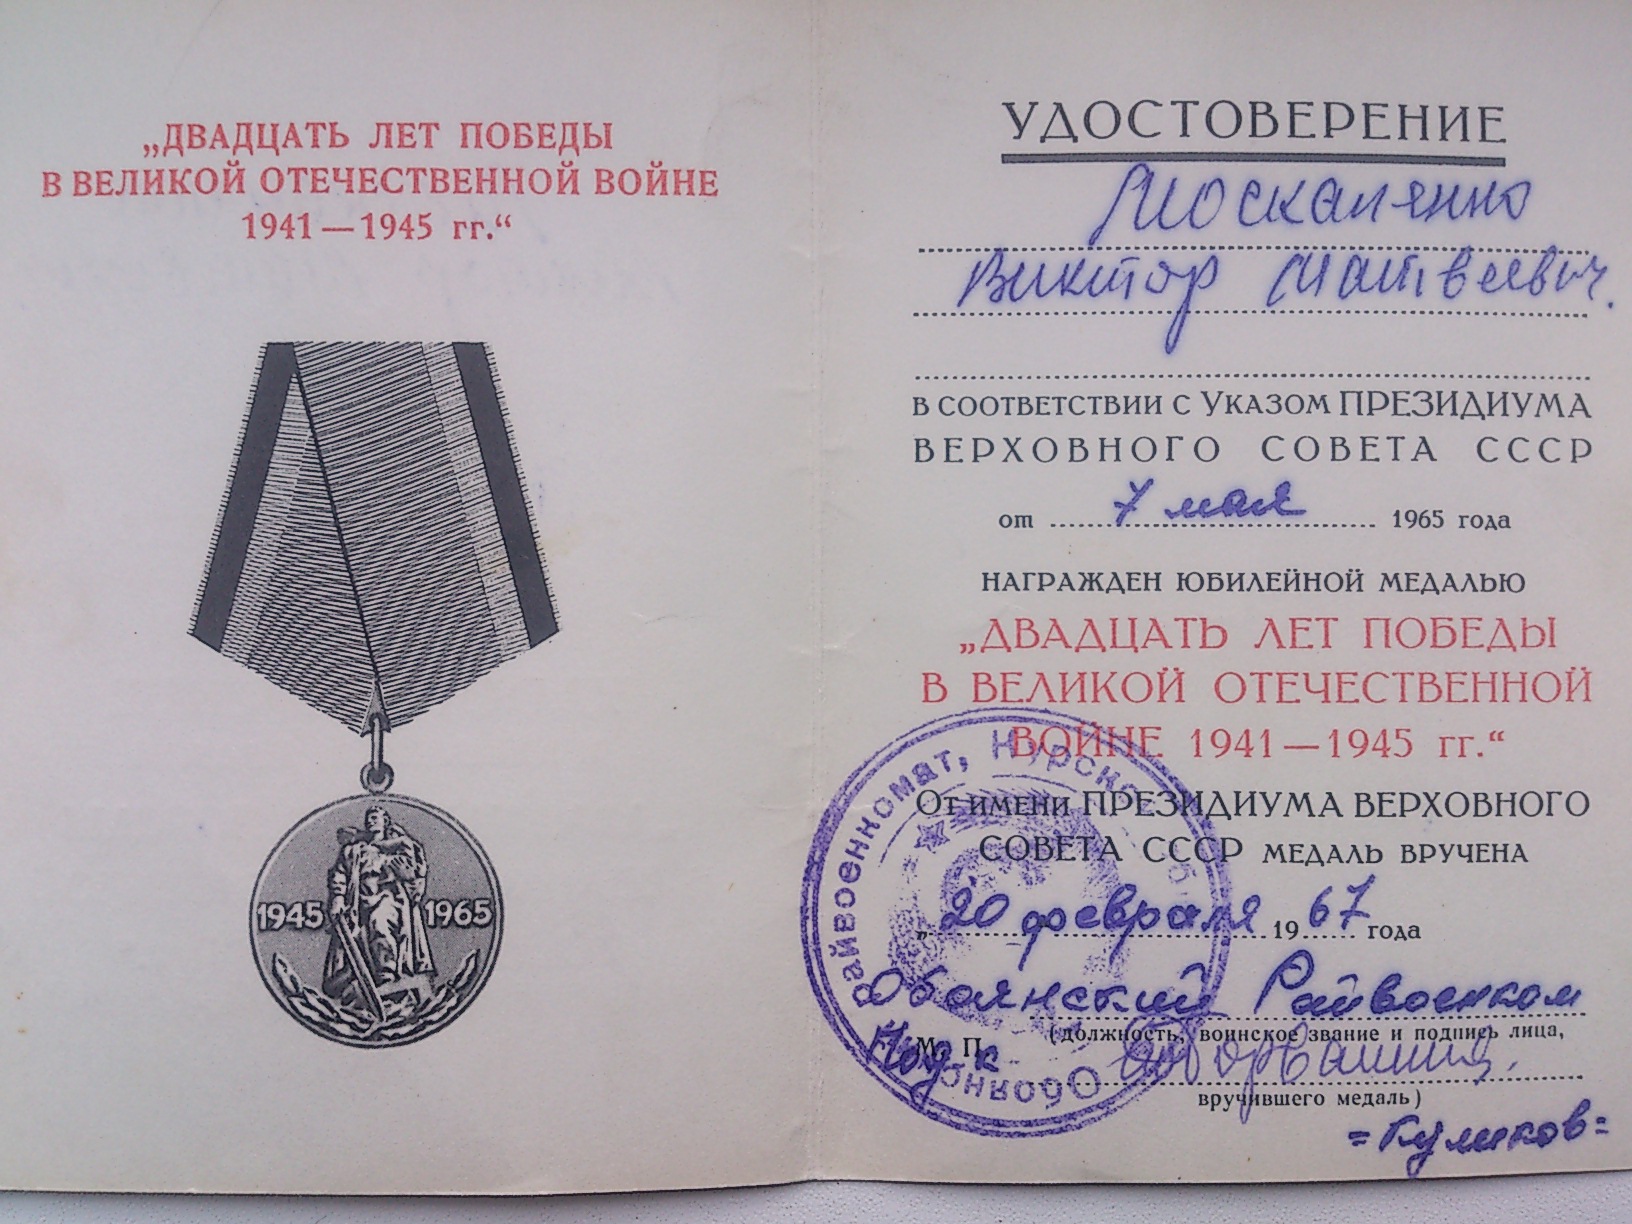 „ДВАДЦАТЬ ЛЕТ ПОБЕДЫ
В ВЕЛИКОЙ ОТЕЧЕСТВЕННОЙ ВОЙНЕ
1941—1945 гг.“
1945 1965
УДОСТОВЕРЕНИЕ
Москаленко
Виктор Матвеевич.
В СООТВЕТСТВИИ С УКАЗОМ ПРЕЗИДИУМА
ВЕРХОВНОГО СОВЕТА СССР
от 7 мая 1965 года
НАГРАЖДЕН ЮБИЛЕЙНОЙ МЕДАЛЬЮ
„ДВАДЦАТЬ ЛЕТ ПОБЕДЫ
В ВЕЛИКОЙ ОТЕЧЕСТВЕННОЙ
ВОЙНЕ 1941—1945 гг.“
ОТ ИМЕНИ ПРЕЗИДИУМА ВЕРХОВНОГО
СОВЕТА СССР МЕДАЛЬ ВРУЧЕНА
„20 февраля 1967 года
Обоянский Райвоенком
(должность, воинское звание и подпись лица,
М. П.
вручившего медаль)
=Куликов=
Райвоенкомат, Курской